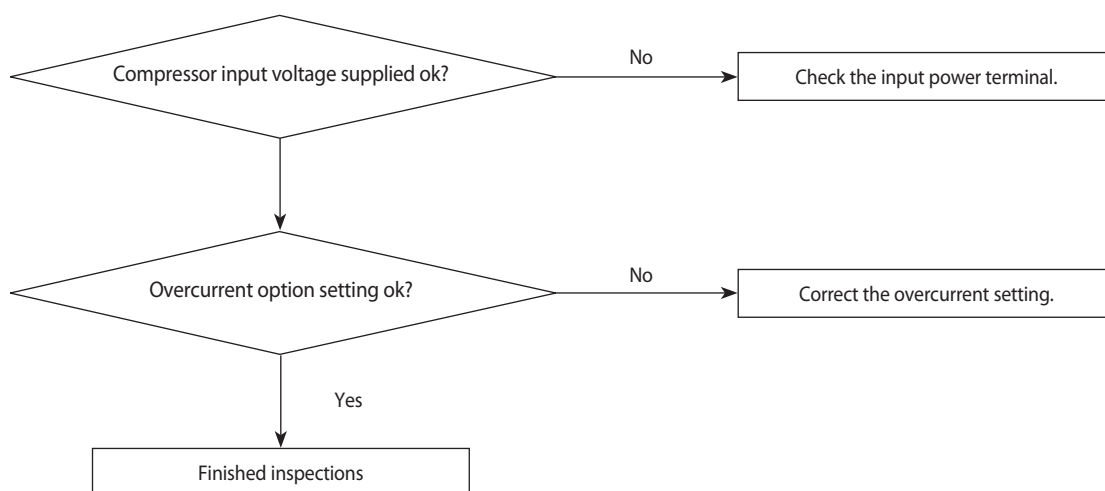 Compressor input voltage supplied ok?
No
Check the input power terminal.
Overcurrent option setting ok?
No
Correct the overcurrent setting.
Yes
Finished inspections